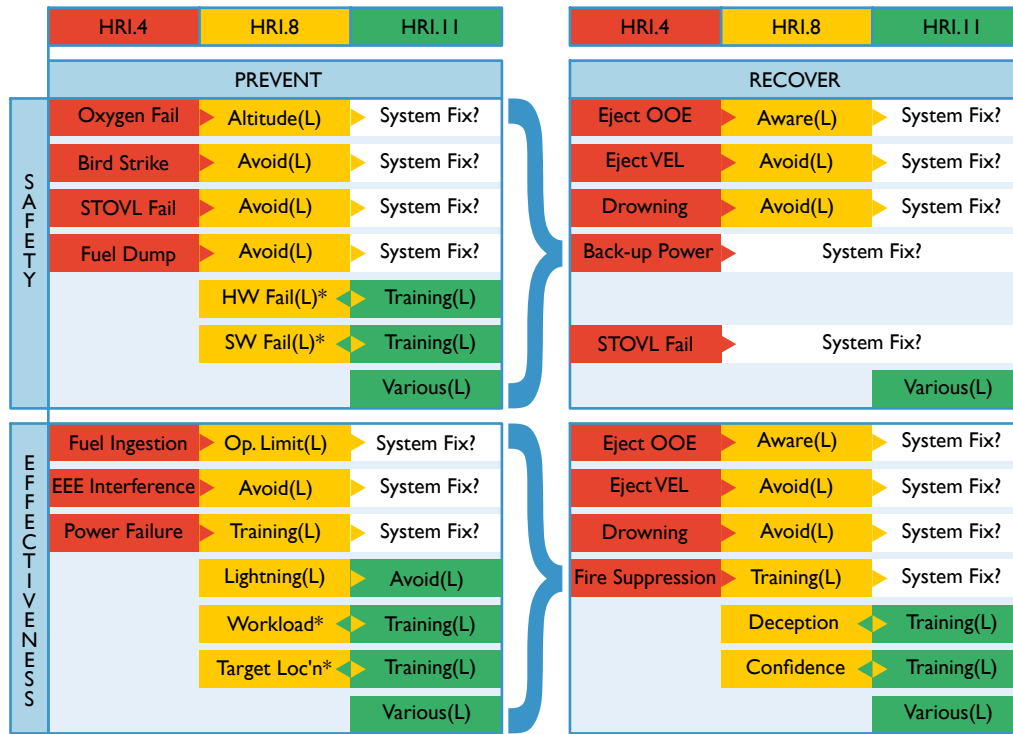 HRI.4 HRI.8 HRI.11 HRI.4 HRI.8 HRI.11
PREVENT RECOVER
SAFETY
Oxygen Fail Altitude(L) System Fix? Eject OOE Aware(L) System Fix?
Bird Strike Avoid(L) System Fix? Eject VEL Avoid(L) System Fix?
STOVL Fail Avoid(L) System Fix? Drowning Avoid(L) System Fix?
Fuel Dump Avoid(L) System Fix? Back-up Power System Fix?
HW Fail(L)* Training(L)
SW Fail(L)* Training(L) STOVL Fail System Fix?
Various(L) Various(L)
EFFECTIVENESS
Fuel Ingestion Op. Limit(L) System Fix? Eject OOE Aware(L) System Fix?
EEE Interference Avoid(L) System Fix? Eject VEL Avoid(L) System Fix?
Power Failure Training(L) System Fix? Drowning Avoid(L) System Fix?
Lightning(L) Avoid(L) Fire Suppression Training(L) System Fix?
Workload* Training(L) Deception Training(L)
Target Loc'n* Training(L) Confidence Training(L)
Various(L) Various(L)